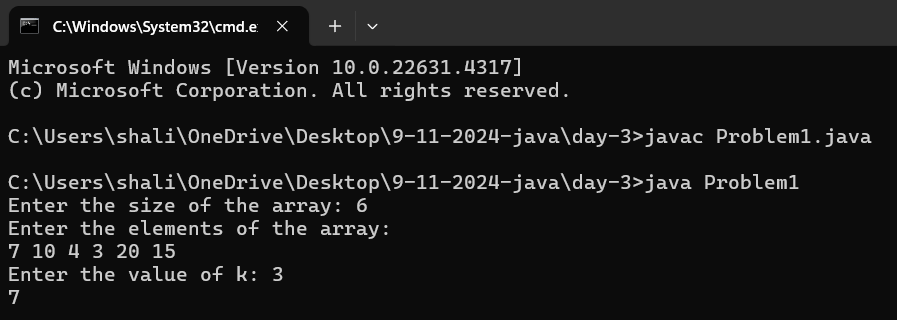 C:\Windows\System32\cmd.e
Microsoft Windows [Version 10.0.22631.4317]
(c) Microsoft Corporation. All rights reserved.
C:\Users\shali\OneDrive\Desktop\9-11-2024-java\day-3>javac Problem1.java
C:\Users\shali\OneDrive\Desktop\9-11-2024-java\day-3>java Problem1
Enter the size of the array: 6
Enter the elements of the array:
7 10 4 3 20 15
Enter the value of k: 3
7